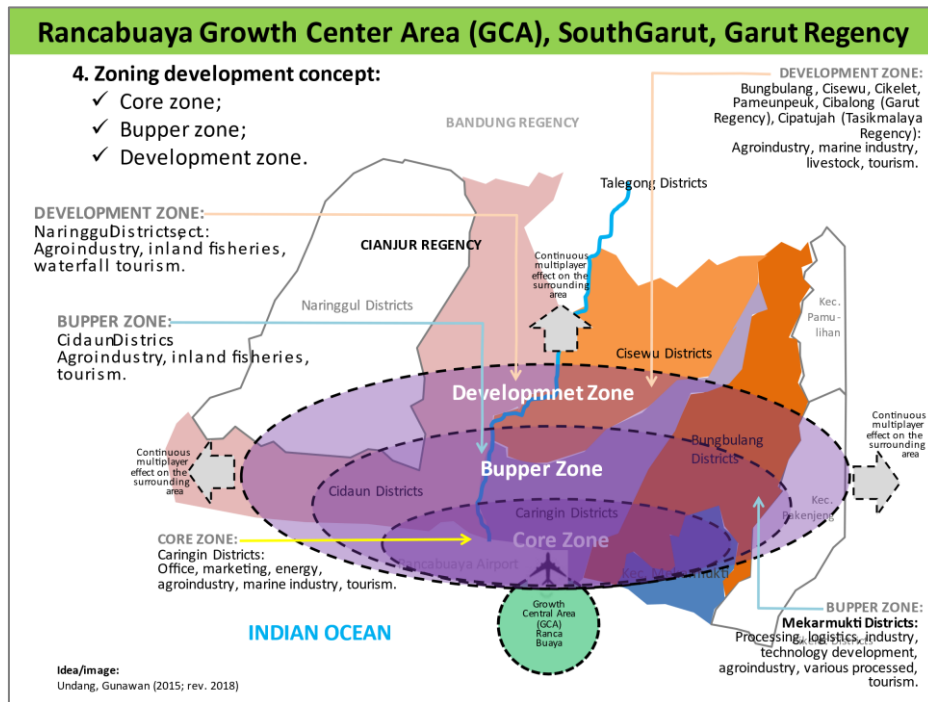 Rancabuaya Growth Center Area (GCA), SouthGarut, Garut Regency
4. Zoning development concept:
✓ Core zone;
✓ Bupper zone;
✓ Development zone.
BANDUNG REGENCY
DEVELOPMENT ZONE:
Bungbulang, Cisewu, Cikelet,
Pameunpeuk, Cibalong (Garut
Regency), Cipatujah (Tasikmalaya
Regency):
Agroindustry, marine industry,
livestock, tourism.
Talegong Districts
DEVELOPMENT ZONE:
NaringguDistrictsect.:
Agroindustry, inland fisheries,
waterfall tourism.
CIANJUR REGENCY
Continuous
multiplayer
effect on the
surrounding
area
Naringgul Districts
Kec.
Pamu-
lihan
BUPPER ZONE:
CidaunDistrics
Agroindustry, inland fisheries,
tourism.
Cisewu Districts
Developmnet Zone
Continuous
multiplayer
effect on the
surrounding
area
Bungbulang
Districts
Continuous
multiplayer
effect on the
surrounding
area
Bupper Zone
Cidaun Districts
Caringin Districts
Kec.
Pakenjeng
CORE ZONE:
Caringin Districts:
Office, marketing, energy,
agroindustry, marine industry, tourism.
Core Zone
Rancabuaya Airport
Kec. Mekarmukti
Growth
Central Area
(GCA)
Ranca
Buaya
INDIAN OCEAN
BUPPER ZONE:
Mekarmukti Districts:
Processing, logistics, industry,
technology development,
agroindustry, various processed,
tourism.
Idea/image:
Undang, Gunawan (2015; rev. 2018)